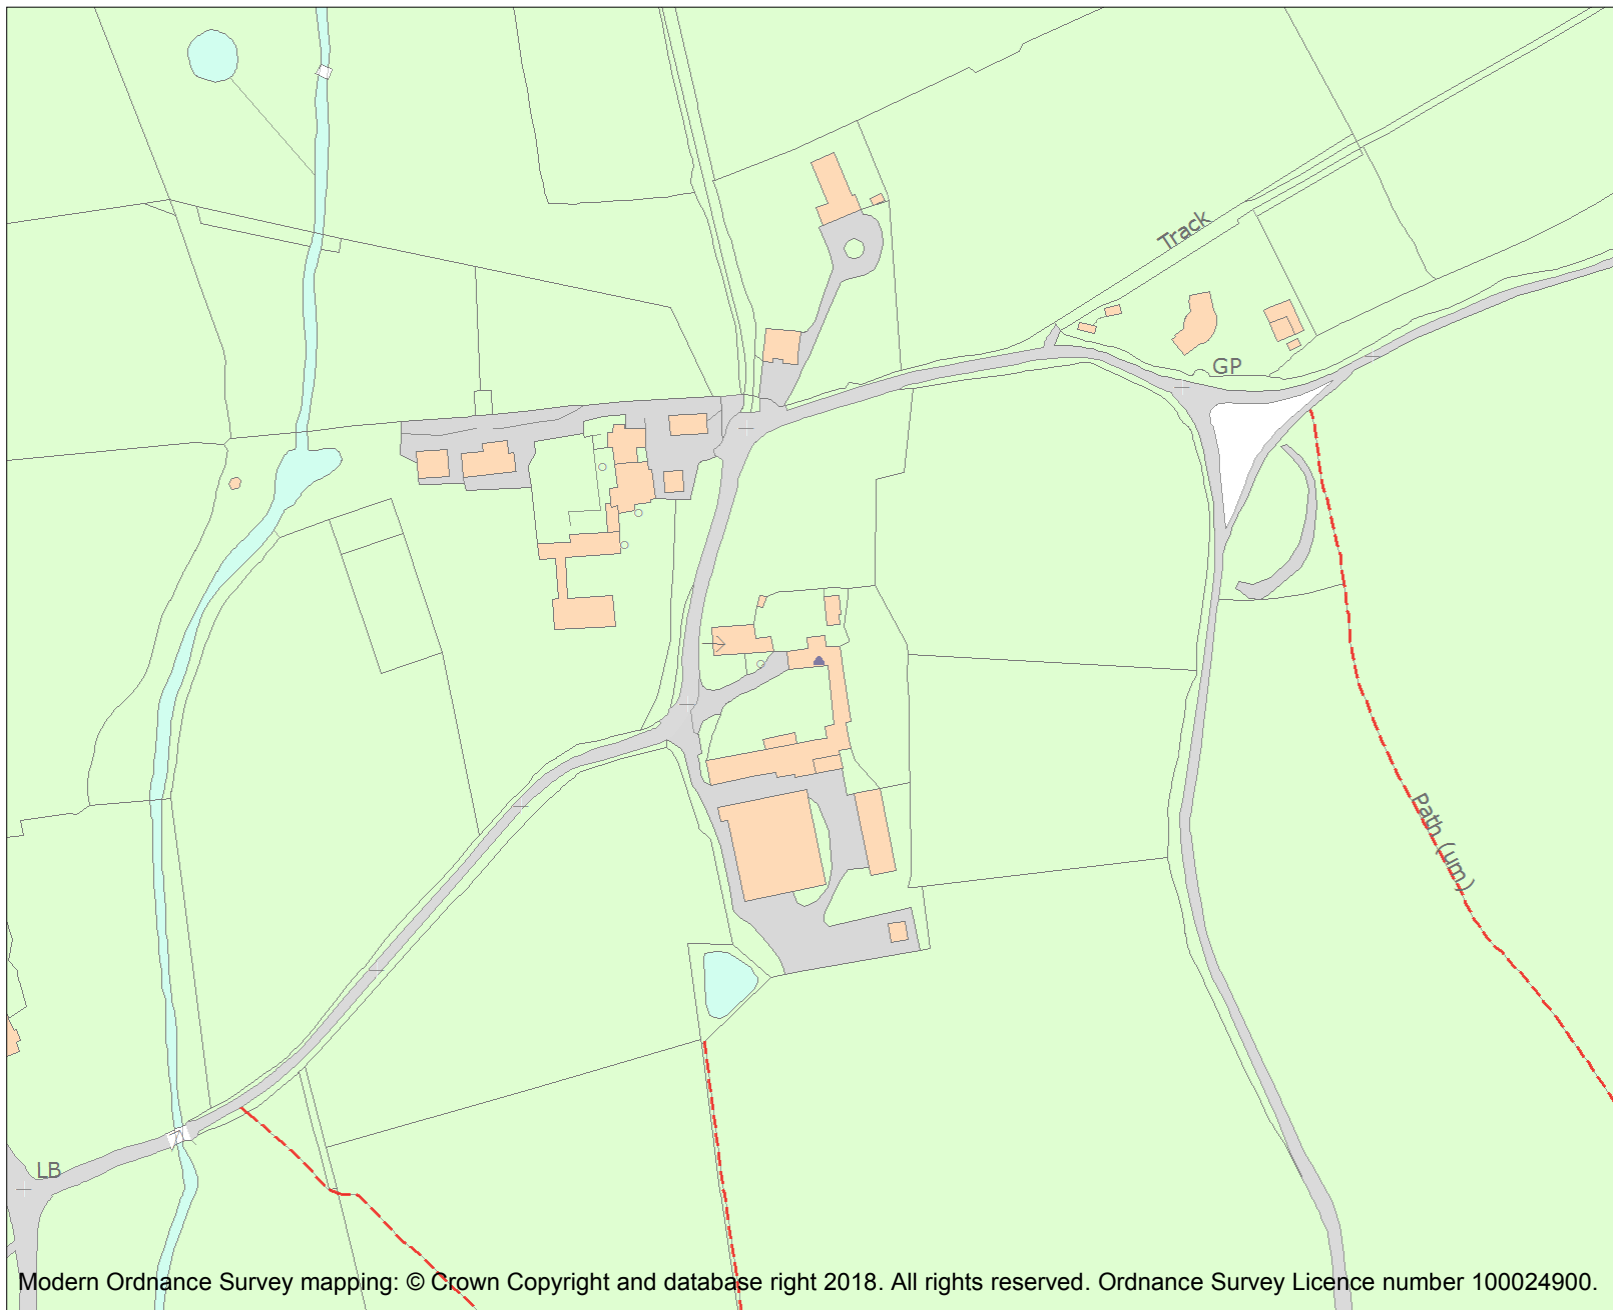 Track
GP
Path (um)
LB
Modern Ordnance Survey mapping: © Crown Copyright and database right 2018. All rights reserved. Ordnance Survey Licence number 100024900.